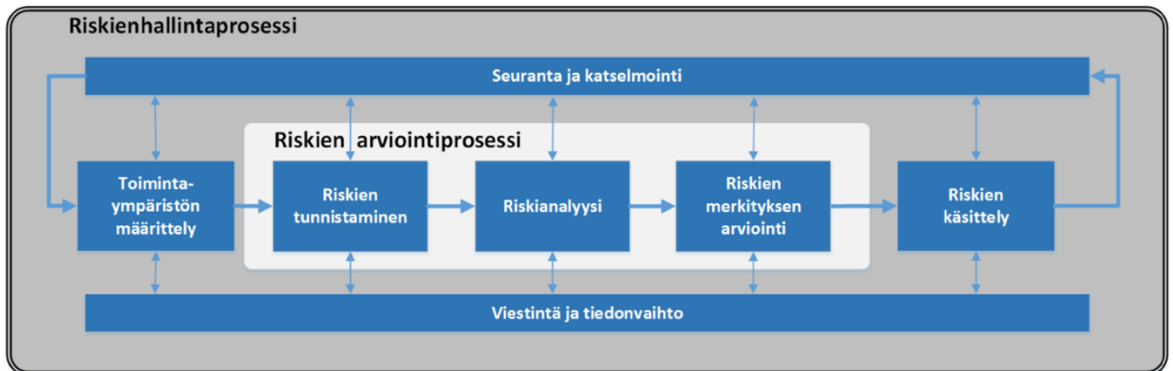 Riskienhallintaprosessi
Seuranta ja katselmointi
Riskien arviointiprosessi
Toiminta-
ympäristön
määrittely
Riskien
tunnistaminen
Riskianalyysi
Riskien
merkityksen
arviointi
Riskien
käsittely
Viestintä ja tiedonvaihto